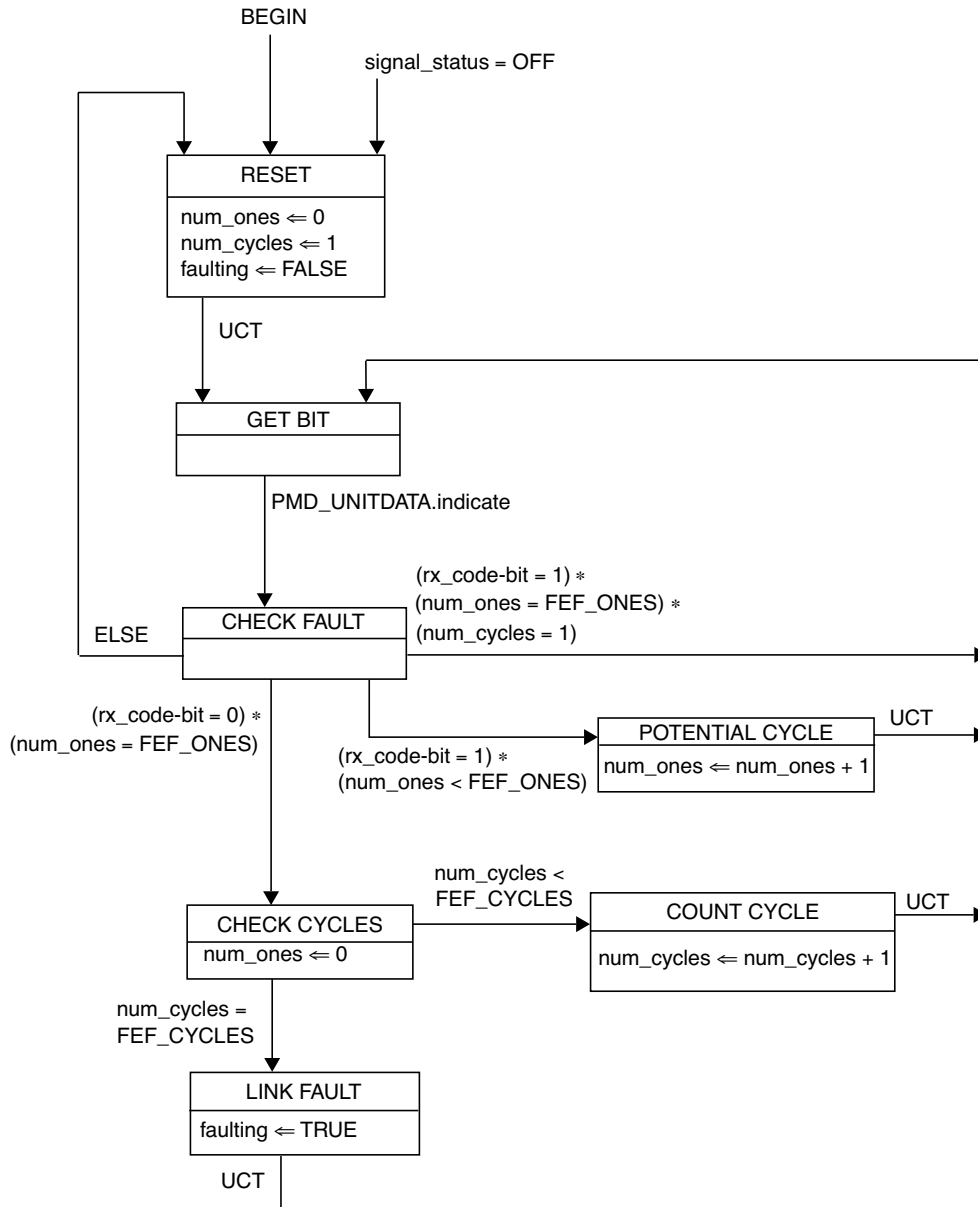 BEGIN
signal_status = OFF
RESET
num_ones ⇐ 0
num_cycles ⇐ 1
faulting ⇐ FALSE
UCT
GET BIT
PMD_UNITDATA.indicate
(rx_code-bit = 1) *
(num_ones = FEF_ONES) *
(num_cycles = 1)
CHECK FAULT
ELSE
(rx_code-bit = 0) *
(num_ones = FEF_ONES)
(rx_code-bit = 1) *
(num_ones < FEF_ONES)
POTENTIAL CYCLE
num_ones ⇐ num_ones + 1
UCT
num_cycles <
FEF_CYCLES
CHECK CYCLES
num_ones ⇐ 0
COUNT CYCLE
num_cycles ⇐ num_cycles + 1
UCT
num_cycles =
FEF_CYCLES
LINK FAULT
faulting ⇐ TRUE
UCT